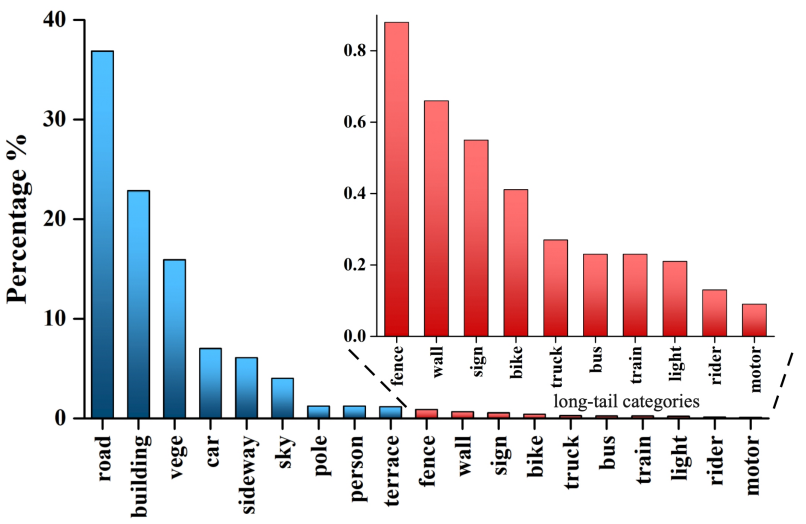 Percentage %
40
30
20
10
0
road
building
vege
car
sideway
sky
pole
person
terrace
fence
wall
sign
bike
truck
bus
train
light
rider
motor
0.8
0.6
0.4
0.2
0.0
fence
wall
sign
bike
truck
bus
train
light
rider
motor
long-tail categories